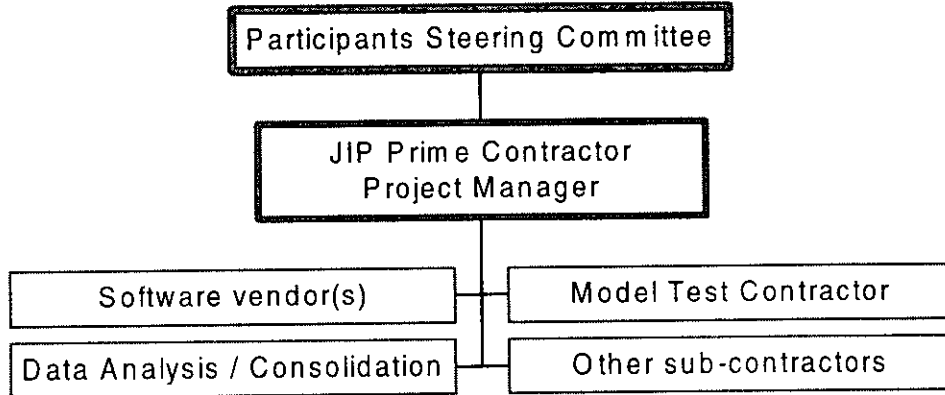 Participants Steering Committee
JIP Prime Contractor
Project Manager
Software vendor(s)
Model Test Contractor
Data Analysis / Consolidation
Other sub-contractors